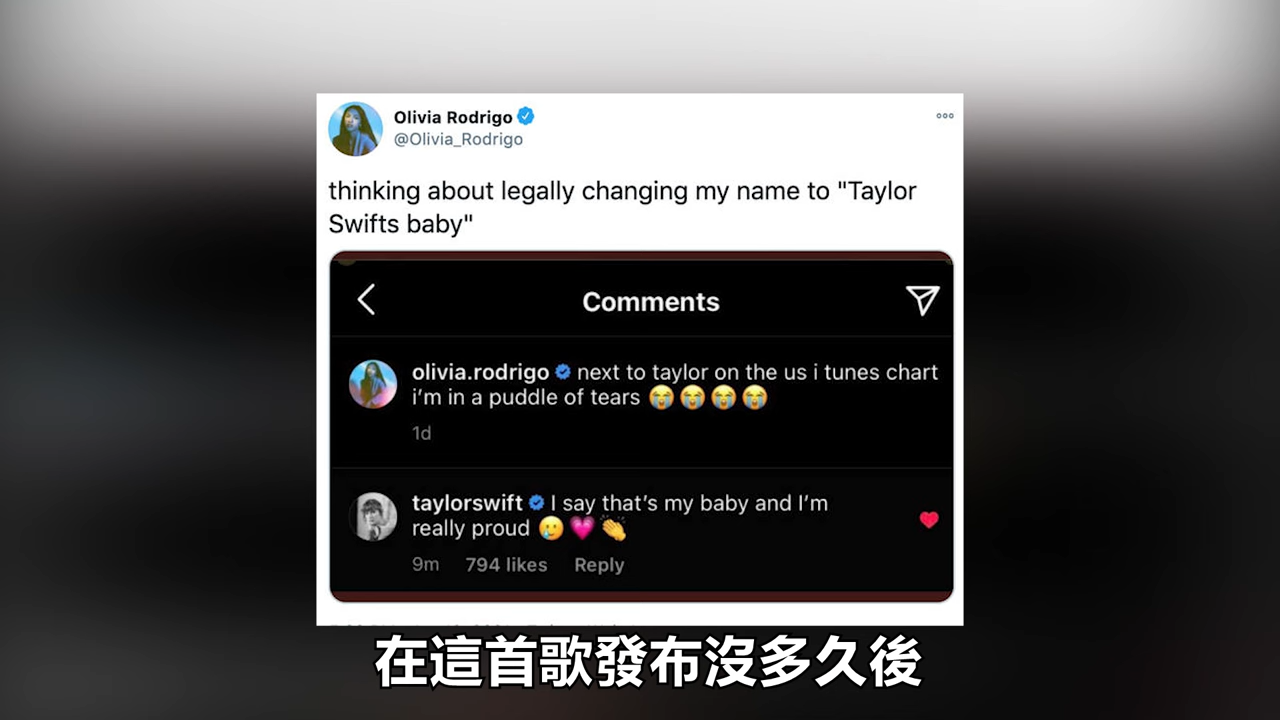 Olivia Rodrigo
@Olivia_Rodrigo
thinking about legally changing my name to "Taylor
Swifts baby"
Comments
olivia.rodrigo next to taylor on the us i tunes chart
i'm in a puddle of tears 😭😭😭😭
1d
taylorswift I say that's my baby and I'm
really proud 🥲💗👏
9m 794 likes Reply
在這首歌發布沒多久後